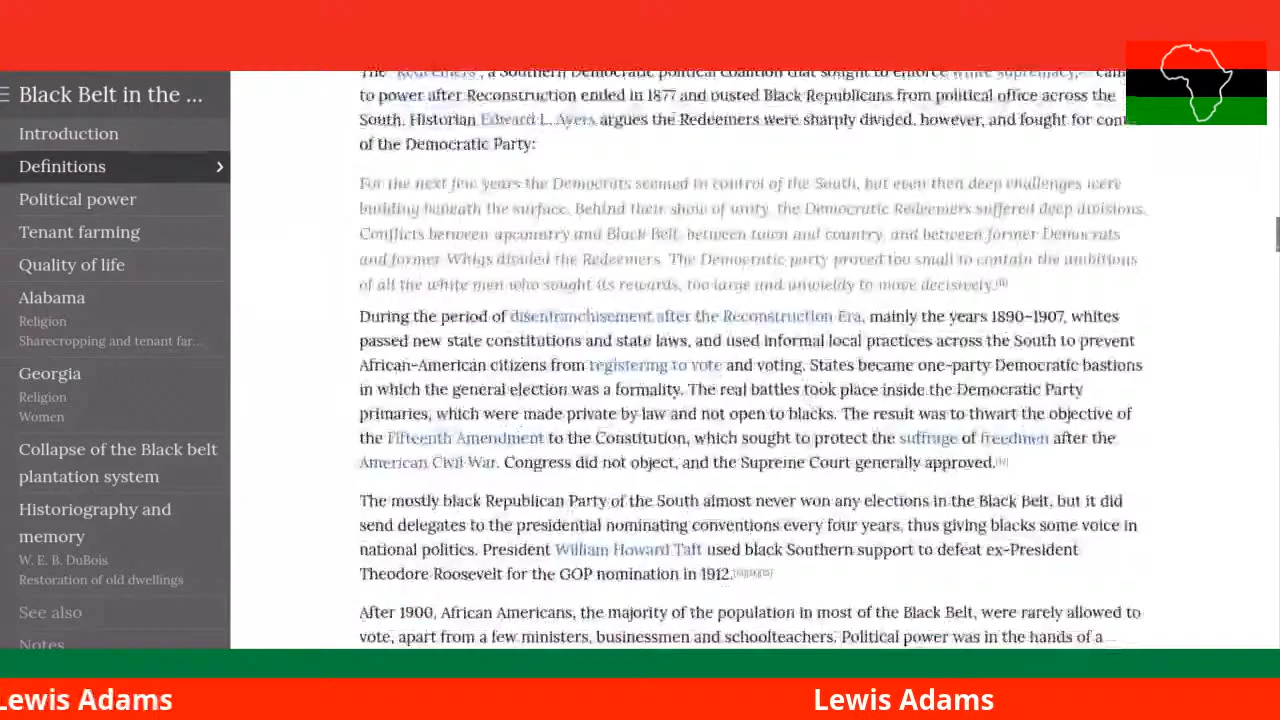 Black Belt in the ...
Introduction
Definitions
Political power
Tenant farming
Quality of life
Alabama
Religion
Sharecropping and tenant far...
Georgia
Religion
Women
Collapse of the Black belt
plantation system
Historiography and
memory
W. E. B. DuBois
Restoration of old dwellings
See also
Notes
The "Redeemers", a Southern Democratic political coalition that sought to enforce white supremacy,
to power after Reconstruction ended in 1877 and ousted Black Republicans from political office across the
South. Historian Edward L. Ayers argues the Redeemers were sharply divided, however, and fought for cont
of the Democratic Party:
For the next few years the Democrats seemed in control of the South, but even then deep challenges were
building beneath the surface. Behind their show of unity, the Democratic Redeemers suffered deep divisions.
Conflicts between upcountry and Black Belt, between town and country, and between former Democrats
and former Whigs divided the Redeemers. The Democratic party proved too small to contain the ambitions
of all the white men who sought its rewards, too large and unwieldy to move decisively.
During the period of disenfranchisement after the Reconstruction Era, mainly the years 1890–1907, whites
passed new state constitutions and state laws, and used informal local practices across the South to prevent
African-American citizens from registering to vote and voting. States became one-party Democratic bastions
in which the general election was a formality. The real battles took place inside the Democratic Party
primaries, which were made private by law and not open to blacks. The result was to thwart the objective of
the Fifteenth Amendment to the Constitution, which sought to protect the suffrage of freedmen after the
American Civil War. Congress did not object, and the Supreme Court generally approved.
The mostly black Republican Party of the South almost never won any elections in the Black Belt, but it did
send delegates to the presidential nominating conventions every four years, thus giving blacks some voice in
national politics. President William Howard Taft used black Southern support to defeat ex-President
Theodore Roosevelt for the GOP nomination in 1912.
After 1900, African Americans, the majority of the population in most of the Black Belt, were rarely allowed to
vote, apart from a few ministers, businessmen and schoolteachers. Political power was in the hands of a
Lewis Adams
Lewis Adams